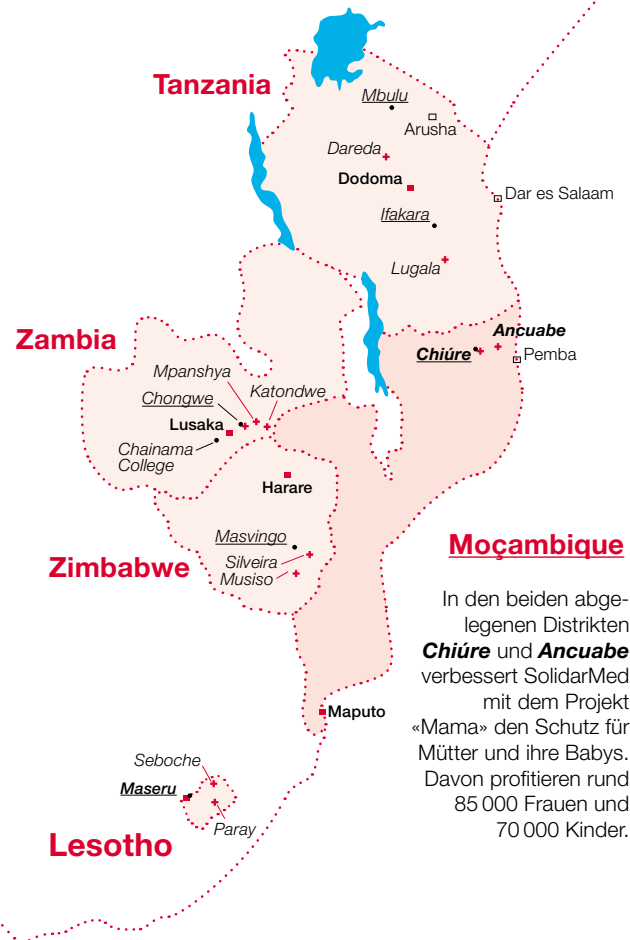 Tanzania
Mbulu
Arusha
Dareda
Dodoma
Dar es Salaam
Ifakara
Lugala
Zambia
Ancuabe
Chiúre
Pemba
Mpanshya
Chongwe
Katondwe
Lusaka
Chainama
College
Harare
Masvingo
Silveira
Musiso
Zimbabwe
Moçambique
In den beiden abge-
legenen Distrikten
Chiúre und Ancuabe
verbessert SolidarMed
mit dem Projekt
«Mama» den Schutz für
Mütter und ihre Babys.
Davon profitieren rund
85 000 Frauen und
70 000 Kinder.
Maputo
Seboche
Maseru
Paray
Lesotho